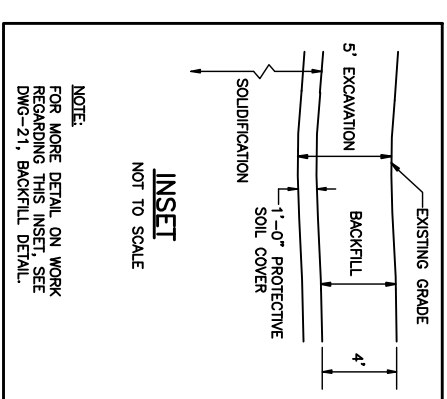 EXISTING GRADE
5' EXCAVATION
BACKFILL
4'
1'-0" PROTECTIVE
SOIL COVER
SOLIDIFICATION
INSET
NOT TO SCALE
NOTE:
FOR MORE DETAIL ON WORK
REGARDING THIS INSET, SEE
DWG-21, BACKFILL DETAIL.